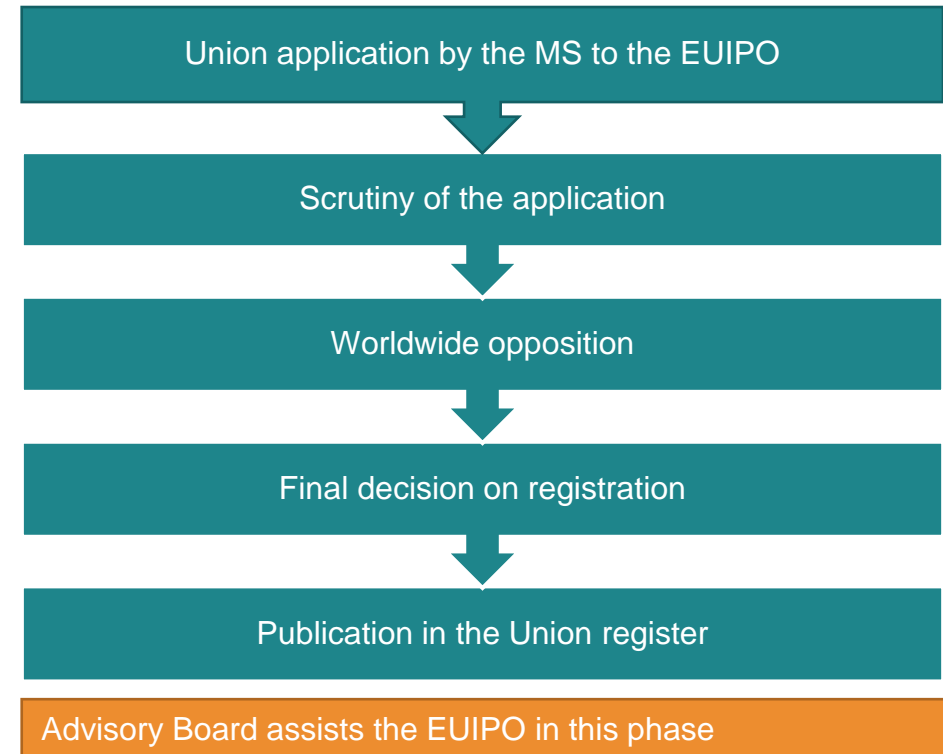 Union application by the MS to the EUIPO
Scrutiny of the application
Worldwide opposition
Final decision on registration
Publication in the Union register
Advisory Board assists the EUIPO in this phase